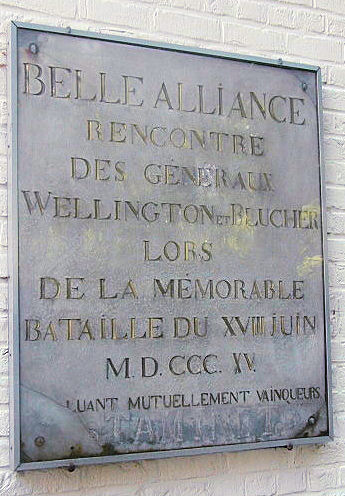 BELLE ALLIANCE
RENCONTRE
DES GÉNÉRAUX
WELLINGTON ET BLUCHER
LORS
DE LA MÉMORABLE
BATAILLE DU XVIII JUIN
M.D.CCC.XV.
LUANT MUTUELLEMENT VAINQUEURS